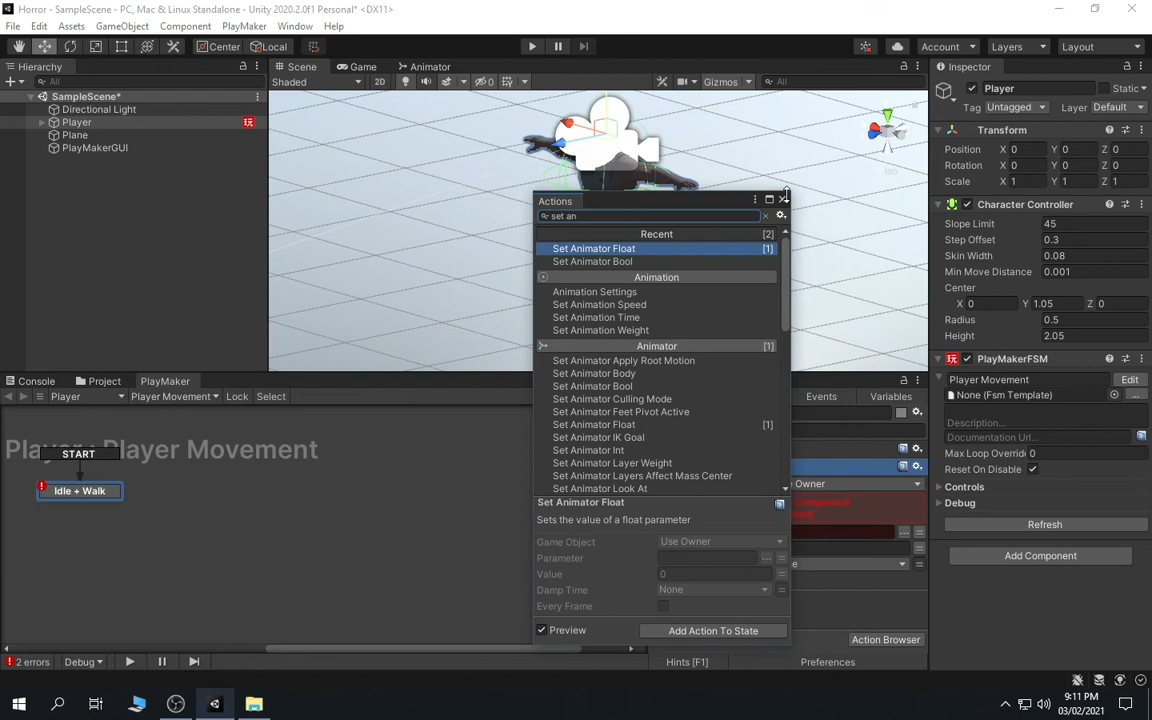 Horror - SampleScene - PC, Mac & Linux Standalone - Unity 2020.2.0f1 Personal* <DX11>
File Edit Assets GameObject Component PlayMaker Window Help
Center Local Account Layers Layout
Hierarchy
All
SampleScene*
Directional Light
Player
Plane
PlayMakerGUI
Scene Game Animator
Shaded 2D 0 Gizmos All
Iso
Actions
set an
Recent [2]
Set Animator Float [1]
Set Animator Bool
Animation
Animation Settings
Set Animation Speed
Set Animation Time
Set Animation Weight
Animator [1]
Set Animator Apply Root Motion
Set Animator Body
Set Animator Bool
Set Animator Culling Mode
Set Animator Feet Pivot Active
Set Animator Float [1]
Set Animator IK Goal
Set Animator Int
Set Animator Layer Weight
Set Animator Layers Affect Mass Center
Set Animator Look At
Set Animator Float
Sets the value of a float parameter
Game Object Use Owner
Parameter
Value 0
Damp Time None
Every Frame
Preview Add Action To State
Console Project PlayMaker
Player Player Movement Lock Select
Player : Player Movement
START
Idle + Walk
Events Variables
Owner
Component
Action Browser
2 errors Debug Hints [F1] Preferences
Inspector
Player Static
Tag Untagged Layer Default
Transform
Position X 0 Y 0 Z 0
Rotation X 0 Y 0 Z 0
Scale X 1 Y 1 Z 1
Character Controller
Slope Limit 45
Step Offset 0.3
Skin Width 0.08
Min Move Distance 0.001
Center
X 0 Y 1.05 Z 0
Radius 0.5
Height 2.05
PlayMakerFSM
Player Movement Edit
None (Fsm Template) ...
Description...
Documentation Url...
Max Loop Overrid 0
Reset On Disable
Controls
Debug
Refresh
Add Component
9:11 PM
03/02/2021